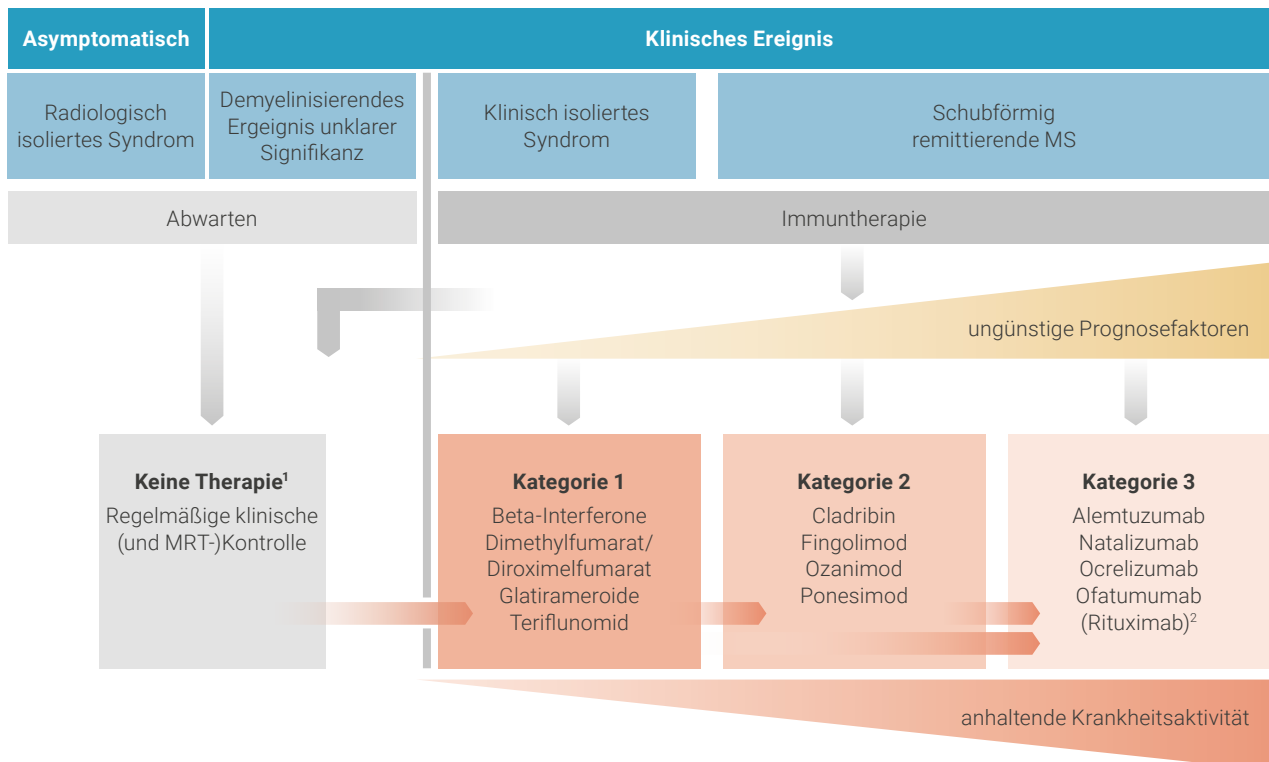 Asymptomatisch
Klinisches Ereignis
Radiologisch
isoliertes Syndrom
Demyelinisierendes
Ergeignis unklarer
Signifikanz
Klinisch isoliertes
Syndrom
Schubförmig
remittierende MS
Abwarten
Immuntherapie
ungünstige Prognosefaktoren
Keine Therapie¹
Regelmäßige klinische
(und MRT-)Kontrolle
Kategorie 1
Beta-Interferone
Dimethylfumarat/
Diroximelfumarat
Glatirameroide
Teriflunomid
Kategorie 2
Cladribin
Fingolimod
Ozanimod
Ponesimod
Kategorie 3
Alemtuzumab
Natalizumab
Ocrelizumab
Ofatumumab
(Rituximab)²
anhaltende Krankheitsaktivität